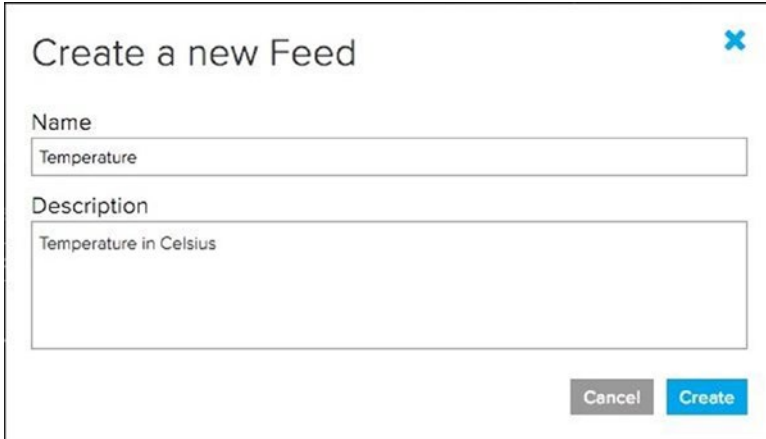 Create a new Feed
Name
Temperature
Description
Temperature in Celsius
Cancel
Create